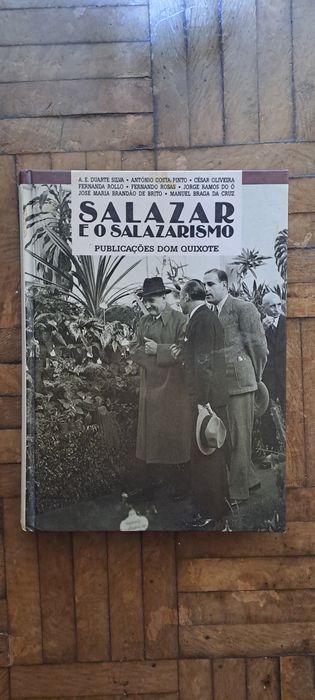 A. E. DUARTE SILVA • ANTÓNIO COSTA PINTO • CÉSAR OLIVEIRA
FERNANDA ROLLO • FERNANDO ROSAS • JORGE RAMOS DO Ó
JOSÉ MARIA BRANDÃO DE BRITO • MANUEL BRAGA DA CRUZ
SALAZAR
E O SALAZARISMO
PUBLICAÇÕES DOM QUIXOTE